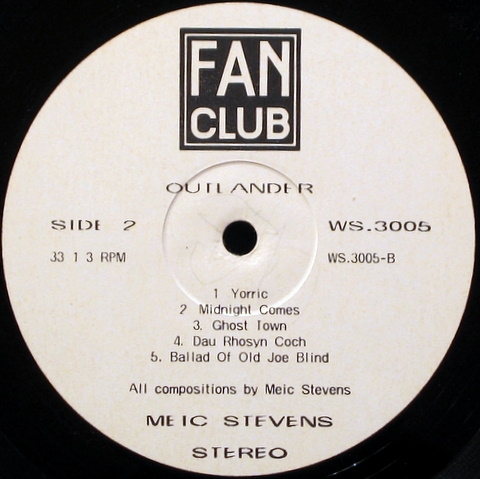 FAN
CLUB
OUTLANDER
SIDE 2 WS.3005
33 1 3 RPM WS.3005-B
1 Yorric
2 Midnight Comes
3. Ghost Town
4. Dau Rhosyn Coch
5. Ballad Of Old Joe Blind
All compositions by Meic Stevens
MEIC STEVENS
STEREO